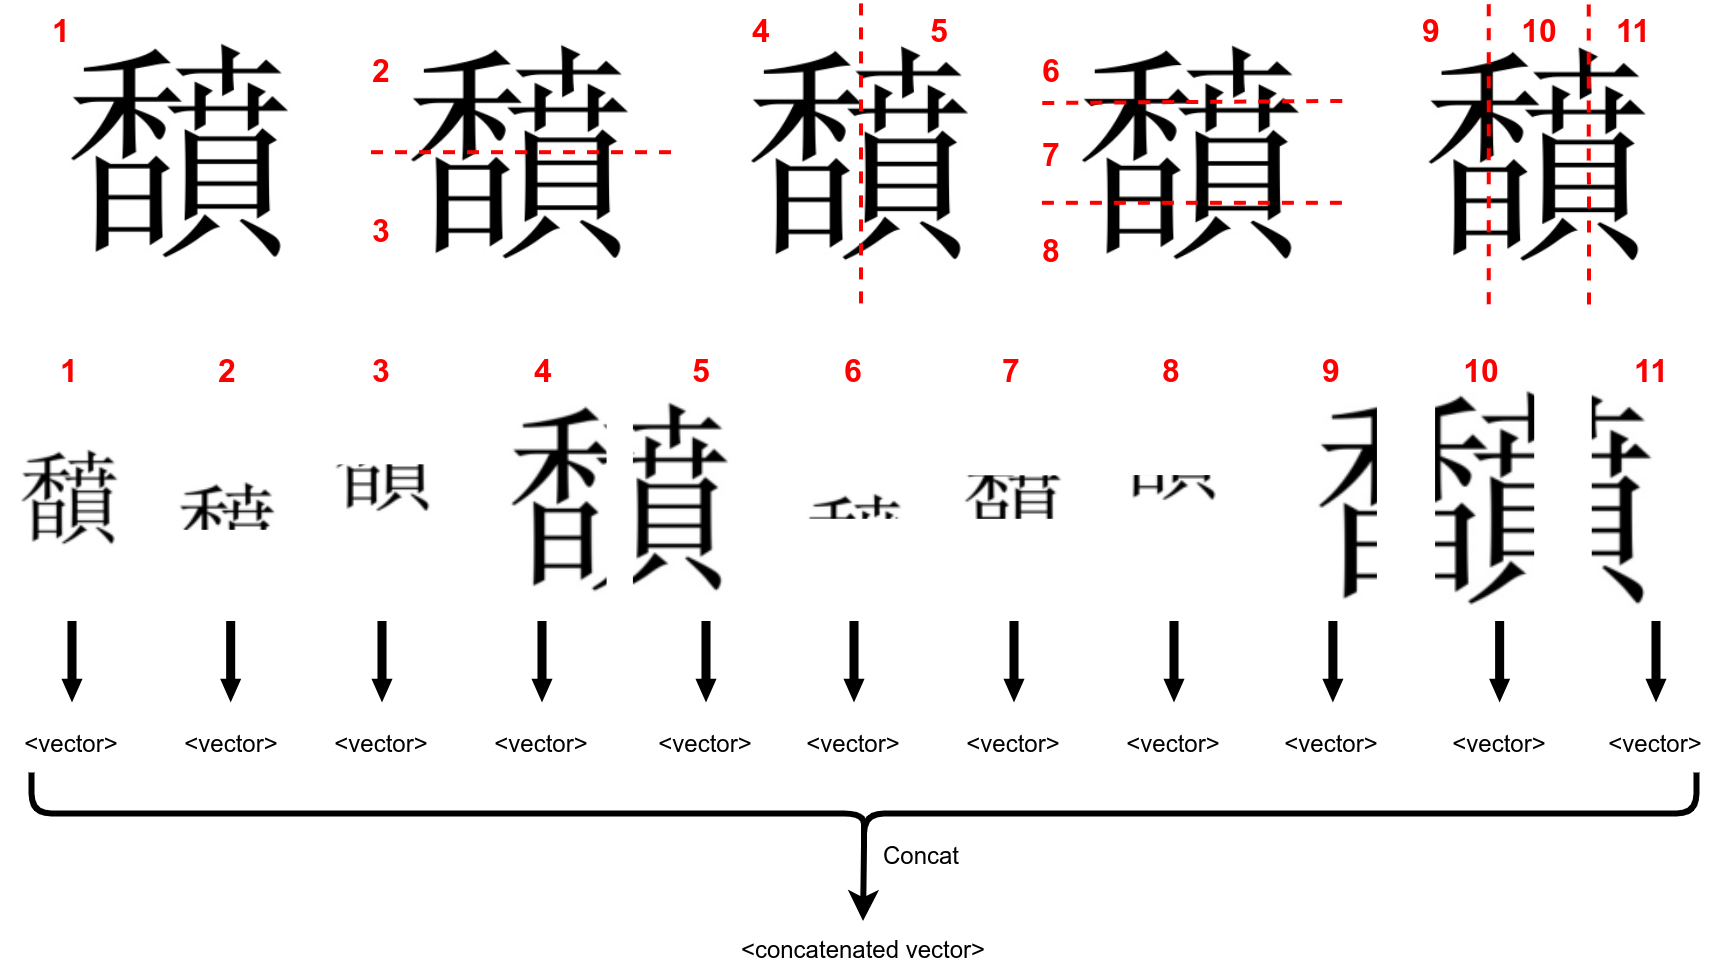 1
馩
2
馩
3
4 5
馩
6
馩
7
8
9 10 11
馩
1 2 3 4 5 6 7 8 9 10 11
馩
<vector> <vector> <vector> <vector> <vector> <vector> <vector> <vector> <vector> <vector> <vector>
Concat
<concatenated vector>